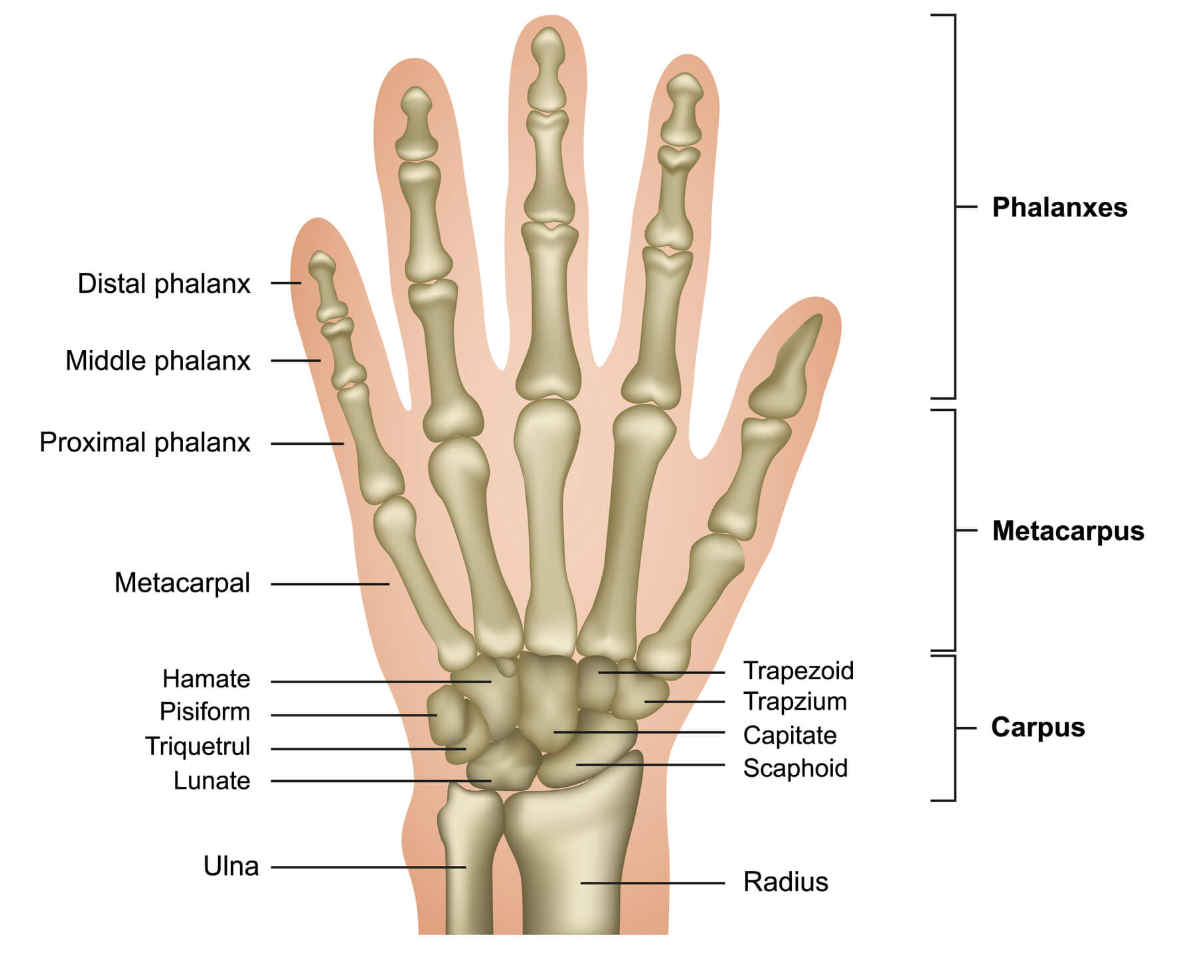 Phalanxes
Distal phalanx
Middle phalanx
Proximal phalanx
Metacarpus
Metacarpal
Hamate
Pisiform
Triquetrul
Lunate
Ulna
Trapezoid
Trapzium
Capitate
Scaphoid
Carpus
Radius